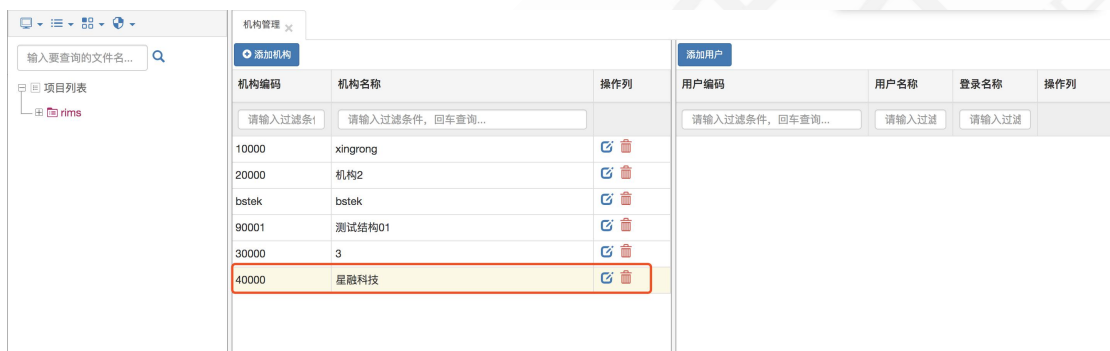 机构管理
输入要查询的文件名...
添加机构
添加用户
项目列表
机构编码 机构名称 操作列
用户编码 用户名称 登录名称 操作列
rims
请输入过滤条 请输入过滤条件，回车查询...
请输入过滤条件，回车查询... 请输入过滤 请输入过滤
10000 xingrong
20000 机构2
bstek bstek
90001 测试结构01
30000 3
40000 星融科技